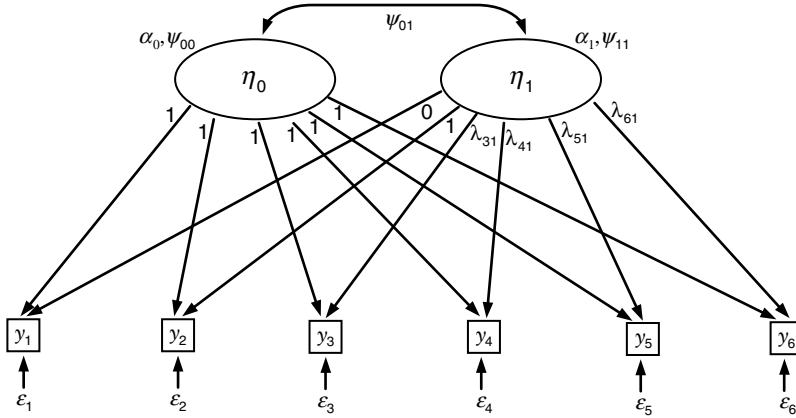 ψ₀₁
α₀,ψ₀₀ α₁,ψ₁₁
η₀ η₁
1 1 1 1 1 1 0 1 λ₃₁ λ₄₁ λ₅₁ λ₆₁
y₁ y₂ y₃ y₄ y₅ y₆
ε₁ ε₂ ε₃ ε₄ ε₅ ε₆